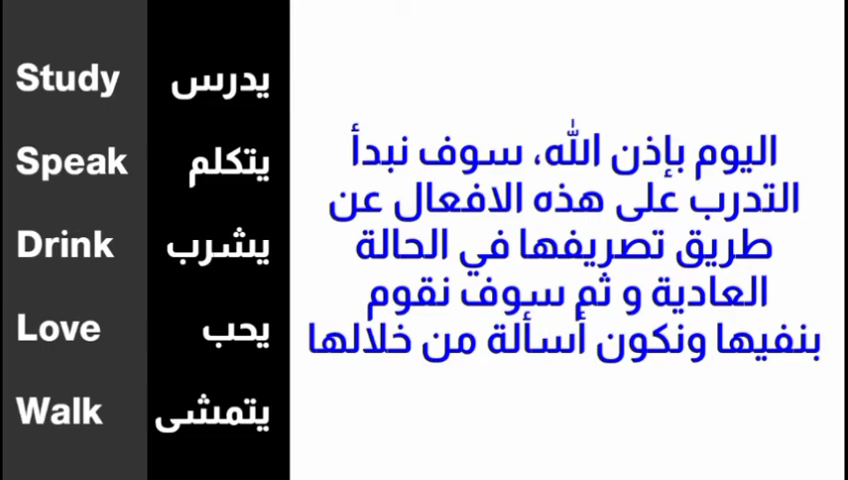 Study يدرس
Speak يتكلم
Drink يشرب
Love يحب
Walk يتمشى
اليوم بإذن الله، سوف نبدأ
التدرب على هذه الافعال عن
طريق تصريفها في الحالة
العادية و ثم سوف نقوم
بنفيها ونكون أسألة من خلالها